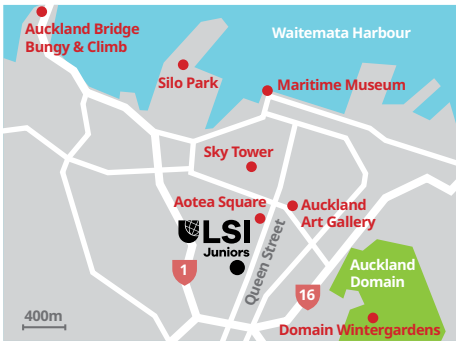 Auckland Bridge
Bungy & Climb
Waitemata Harbour
Silo Park
Maritime Museum
Sky Tower
Aotea Square
Auckland
Art Gallery
LSI
Juniors
Queen Street
1
16
Auckland
Domain
Domain Wintergardens
400m